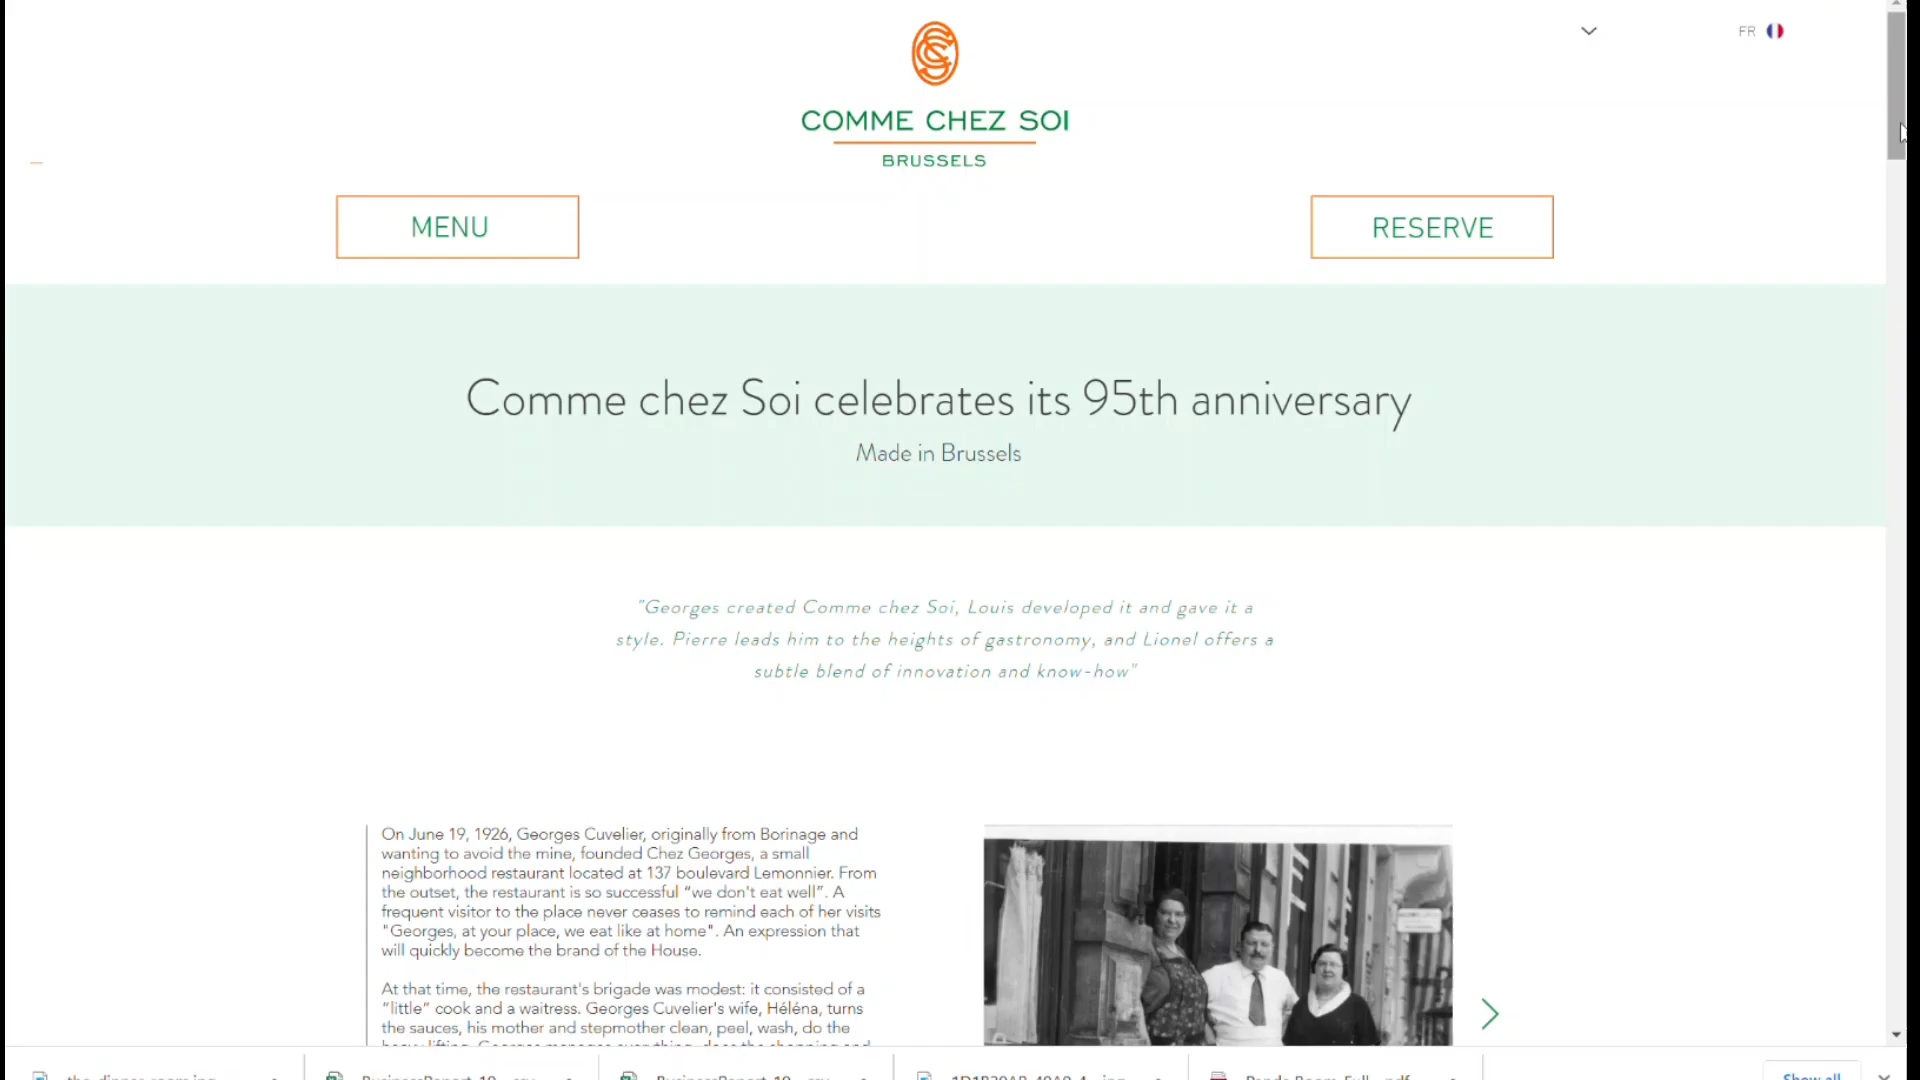 FR
COMME CHEZ SOI
BRUSSELS
MENU
RESERVE
Comme chez Soi celebrates its 95th anniversary
Made in Brussels
"Georges created Comme chez Soi, Louis developed it and gave it a
style. Pierre leads him to the heights of gastronomy, and Lionel offers a
subtle blend of innovation and know-how"
On June 19, 1926, Georges Cuvelier, originally from Borinage and
wanting to avoid the mine, founded Chez Georges, a small
neighborhood restaurant located at 137 boulevard Lemonnier. From
the outset, the restaurant is so successful “we don't eat well”. A
frequent visitor to the place never ceases to remind each of her visits
"Georges, at your place, we eat like at home". An expression that
will quickly become the brand of the House.
At that time, the restaurant's brigade was modest: it consisted of a
“little” cook and a waitress. Georges Cuvelier's wife, Héléna, turns
the sauces, his mother and stepmother clean, peel, wash, do the
Show all